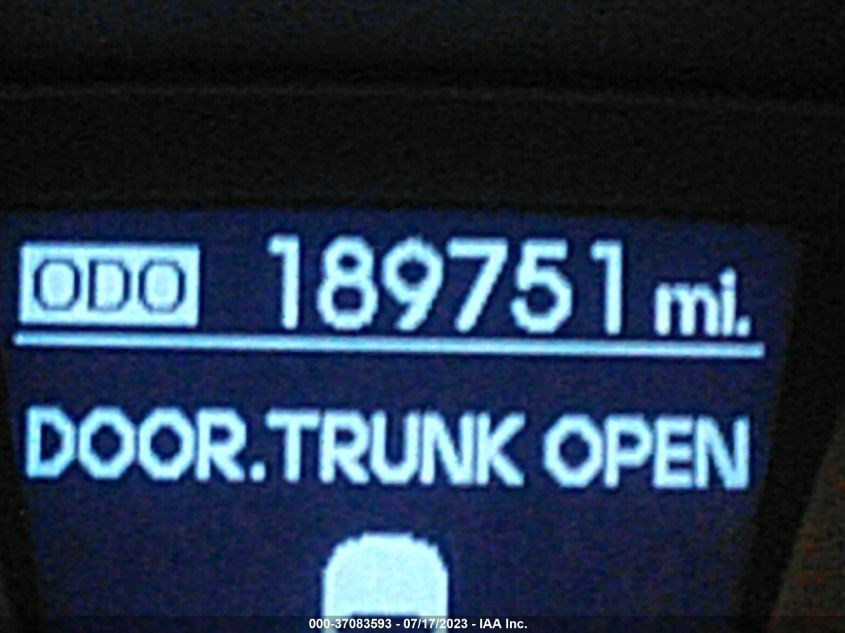 ODO 189751 mi.
DOOR.TRUNK OPEN
000-37083593 - 07/17/2023 - IAA Inc.